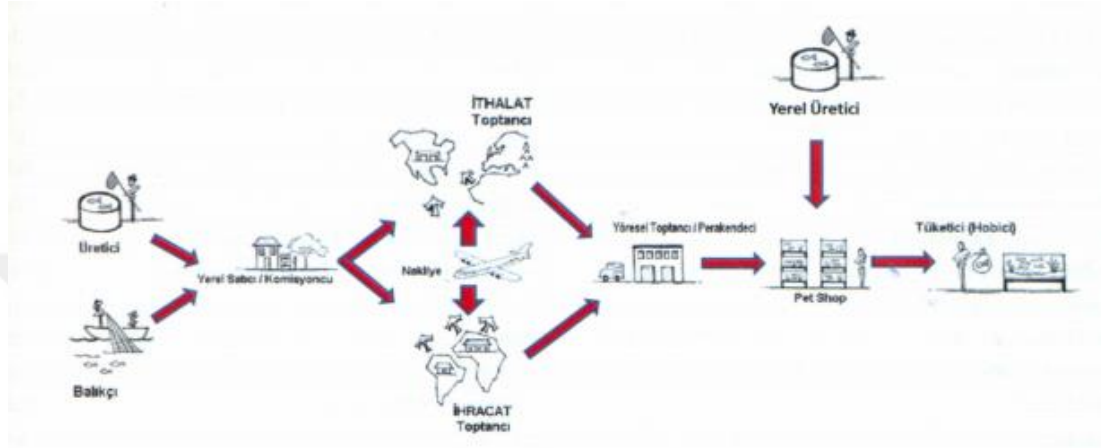 Yerel Üretici
İTHALAT
Toptancı
Üretici
Yerel Satıcı / Komisyoncu
Nakliye
Yöresel Toptancı / Perakendeci
Tüketici (Hobici)
Pet Shop
Balıkçı
İHRACAT
Toptancı